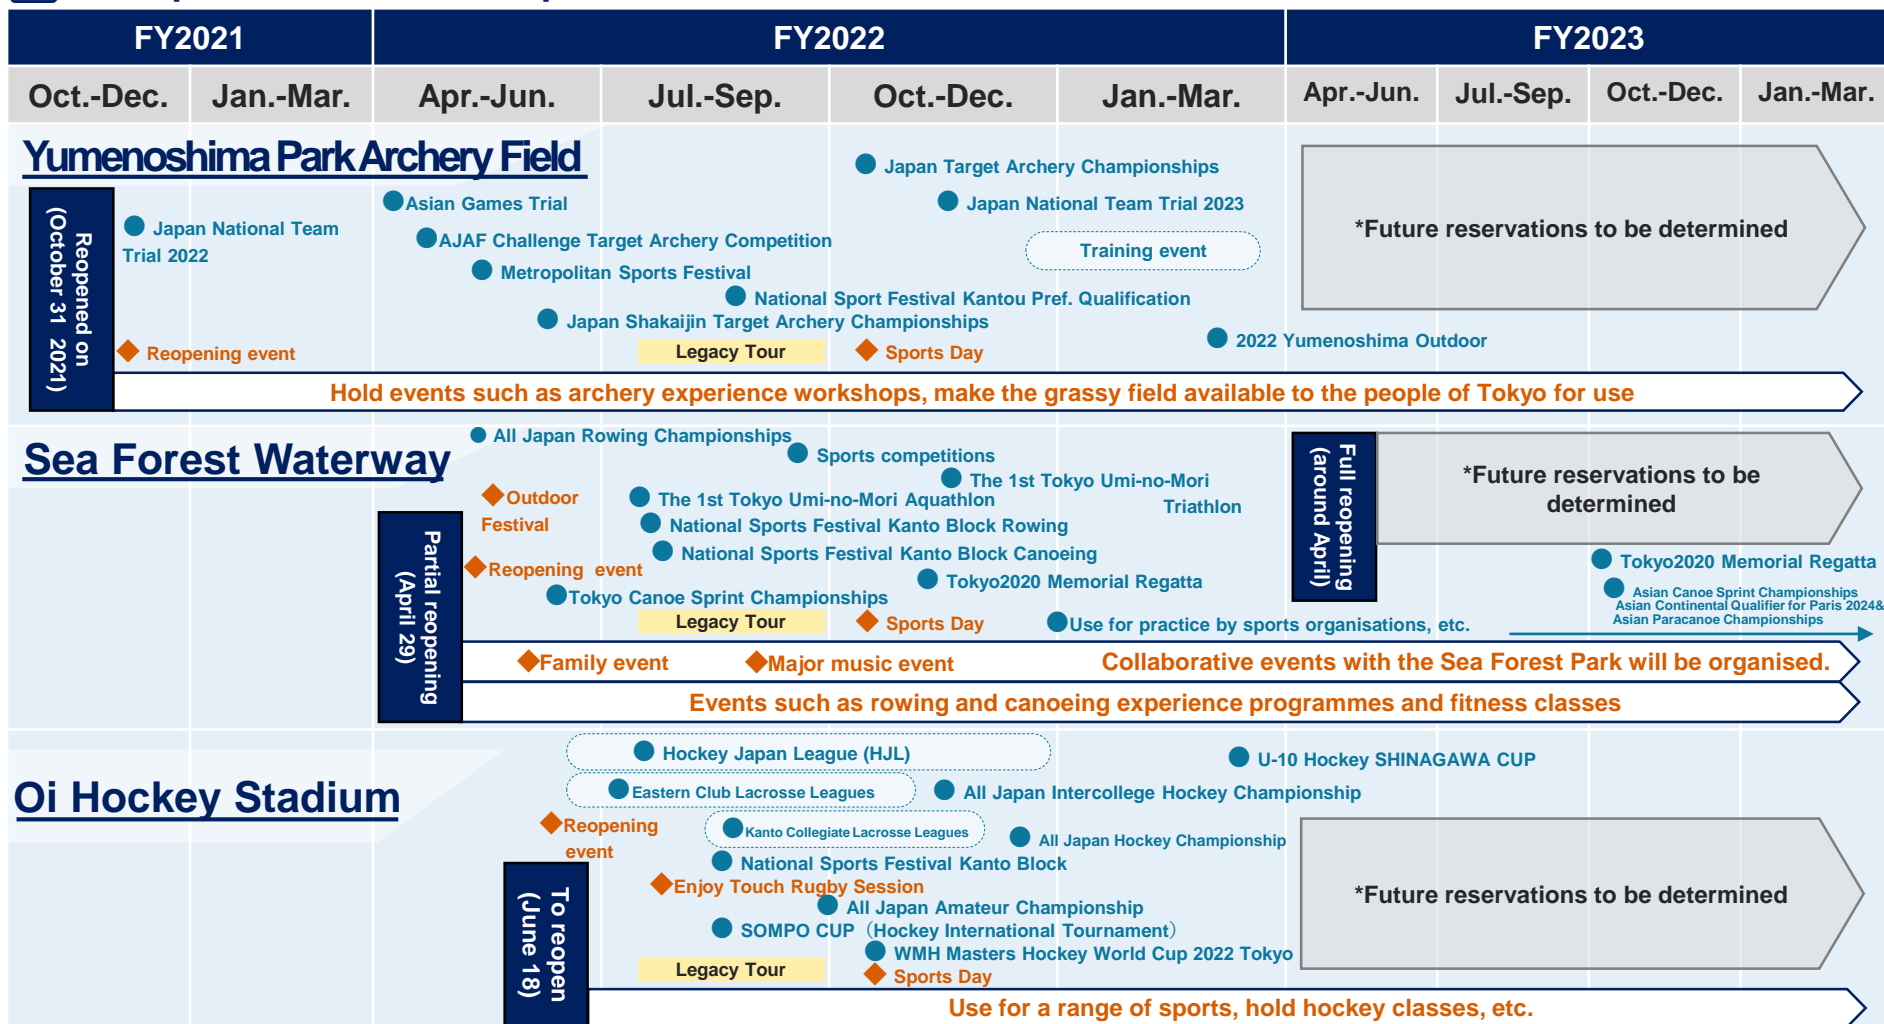 FY2021
FY2022
FY2023
Oct.-Dec.
Jan.-Mar.
Apr.-Jun.
Jul.-Sep.
Oct.-Dec.
Jan.-Mar.
Apr.-Jun.
Jul.-Sep.
Oct.-Dec.
Jan.-Mar.
Yumenoshima Park Archery Field
Reopened on
(October 31 2021)
Japan National Team
Trial 2022
Reopening event
Japan Target Archery Championships
Asian Games Trial
Japan National Team Trial 2023
AJAF Challenge Target Archery Competition
Training event
Metropolitan Sports Festival
National Sport Festival Kantou Pref. Qualification
Japan Shakaijin Target Archery Championships
2022 Yumenoshima Outdoor
Legacy Tour
Sports Day
*Future reservations to be determined
Hold events such as archery experience workshops, make the grassy field available to the people of Tokyo for use
Sea Forest Waterway
Partial reopening
(April 29)
All Japan Rowing Championships
Sports competitions
The 1st Tokyo Umi-no-Mori
Triathlon
Outdoor
Festival
The 1st Tokyo Umi-no-Mori Aquathlon
National Sports Festival Kanto Block Rowing
National Sports Festival Kanto Block Canoeing
Reopening event
Tokyo2020 Memorial Regatta
Tokyo Canoe Sprint Championships
Legacy Tour
Sports Day
Use for practice by sports organisations, etc.
Full reopening
(around April)
*Future reservations to be
determined
Tokyo2020 Memorial Regatta
Asian Canoe Sprint Championships
Asian Continental Qualifier for Paris 2024&
Asian Paracanoe Championships
Family event
Major music event
Collaborative events with the Sea Forest Park will be organised.
Events such as rowing and canoeing experience programmes and fitness classes
Oi Hockey Stadium
To reopen
(June 18)
Hockey Japan League (HJL)
U-10 Hockey SHINAGAWA CUP
Eastern Club Lacrosse Leagues
All Japan Intercollege Hockey Championship
Reopening
event
Kanto Collegiate Lacrosse Leagues
All Japan Hockey Championship
National Sports Festival Kanto Block
Enjoy Touch Rugby Session
All Japan Amateur Championship
SOMPO CUP（Hockey International Tournament）
WMH Masters Hockey World Cup 2022 Tokyo
Legacy Tour
Sports Day
*Future reservations to be determined
Use for a range of sports, hold hockey classes, etc.